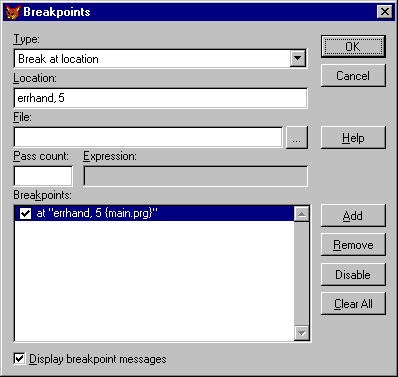 Breakpoints
Type:
Break at location
OK
Location:
Cancel
errhand, 5
File:
...
Help
Pass count: Expression:
Breakpoints:
at "errhand, 5 {main.prg}"
Add
Remove
Disable
Clear All
Display breakpoint messages